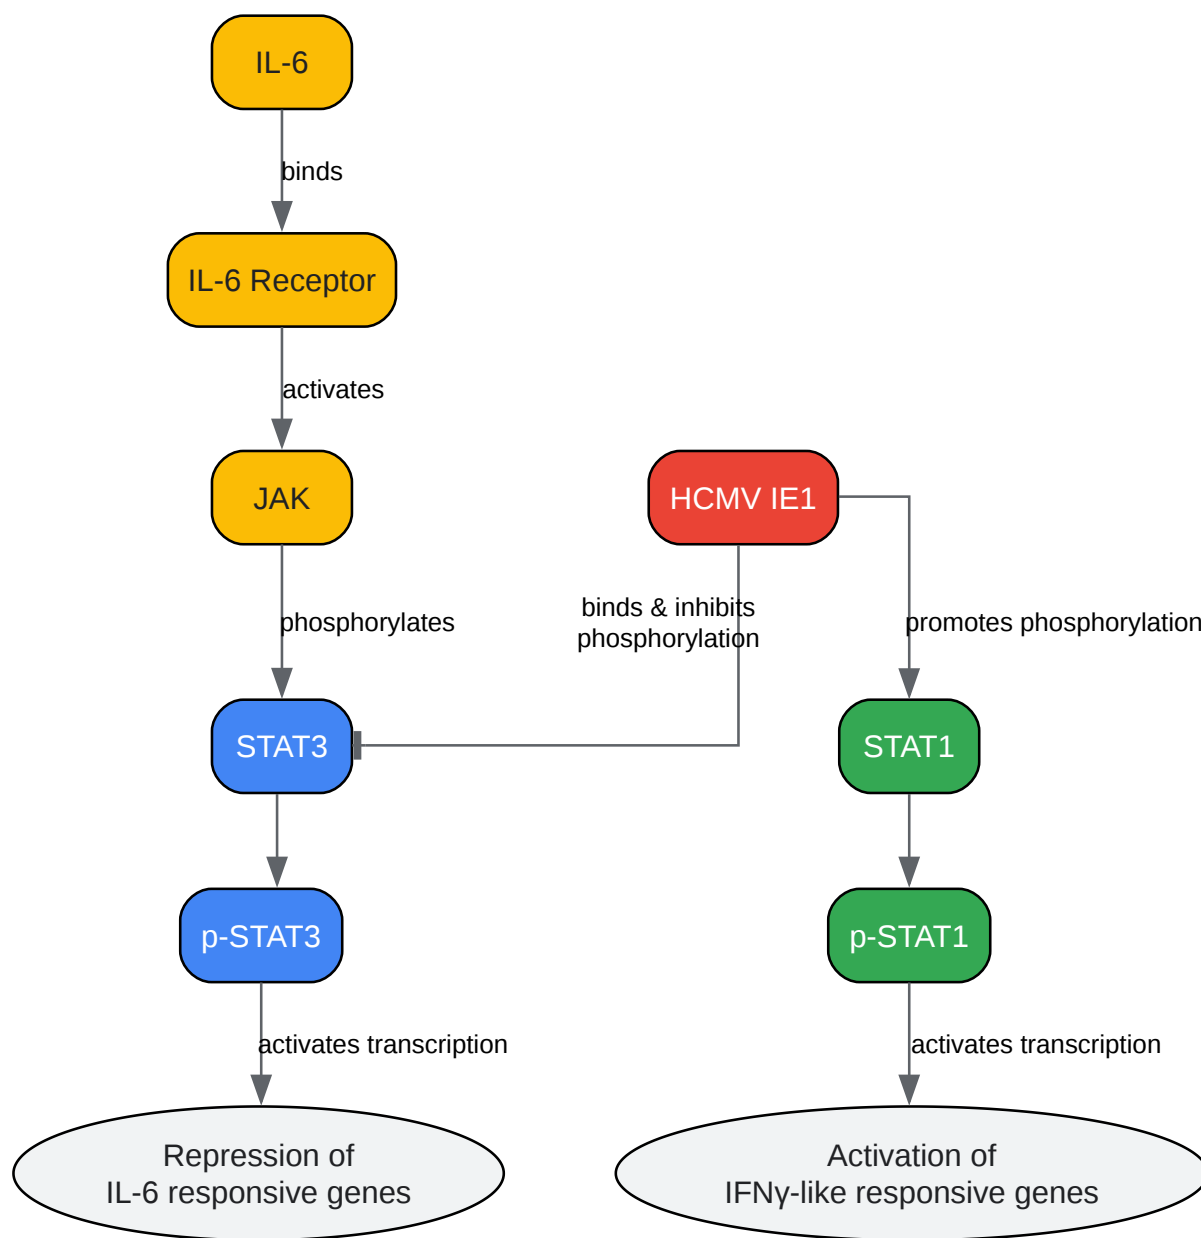 IL-6
binds
IL-6 Receptor
activates
JAK
HCMV IE1
phosphorylates
binds & inhibits
phosphorylation
promotes phosphorylation
STAT3
STAT1
p-STAT3
p-STAT1
activates transcription
activates transcription
Repression of
IL-6 responsive genes
Activation of
IFNγ-like responsive genes